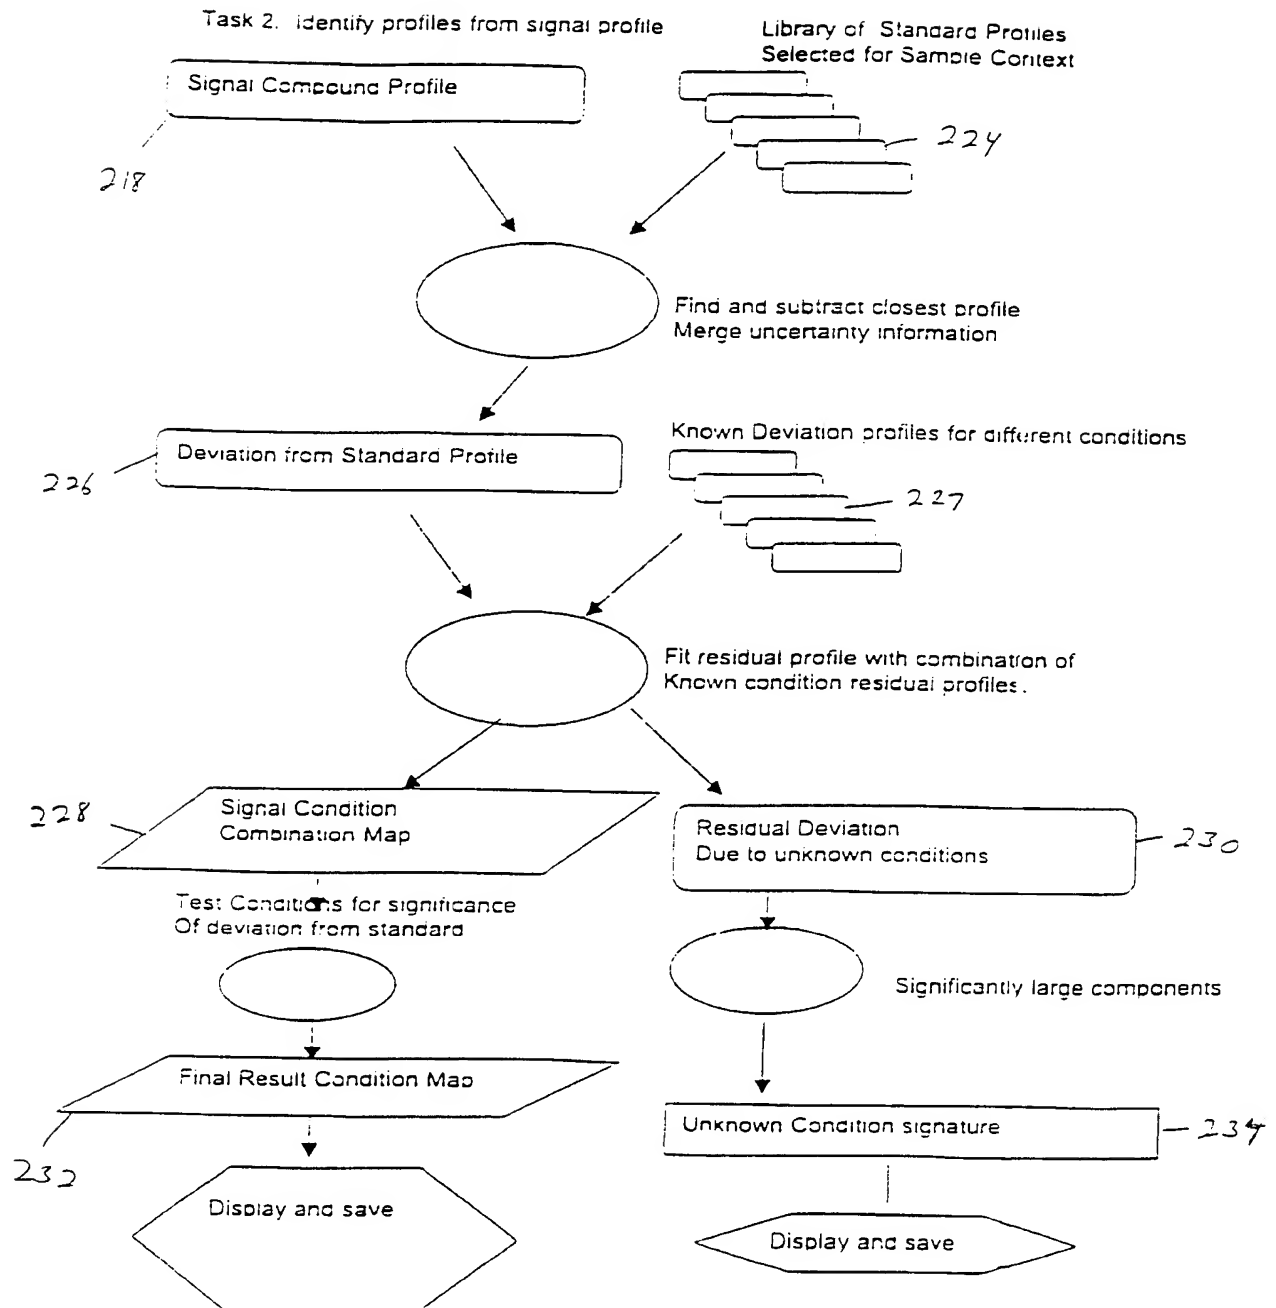 Task 2. Identify profiles from signal profile
Library of Standard Profiles
Selected for Sample Context
Signal Compound Profile
224
218
Find and subtract closest profile
Merge uncertainty information
Known Deviation profiles for different conditions
Deviation from Standard Profile
226
227
Fit residual profile with combination of
Known condition residual profiles.
228
Signal Condition
Combination Map
Residual Deviation
Due to unknown conditions
230
Test Conditions for significance
Of deviation from standard
Significantly large components
Final Result Condition Map
Unknown Condition signature
234
232
Display and save
Display and save